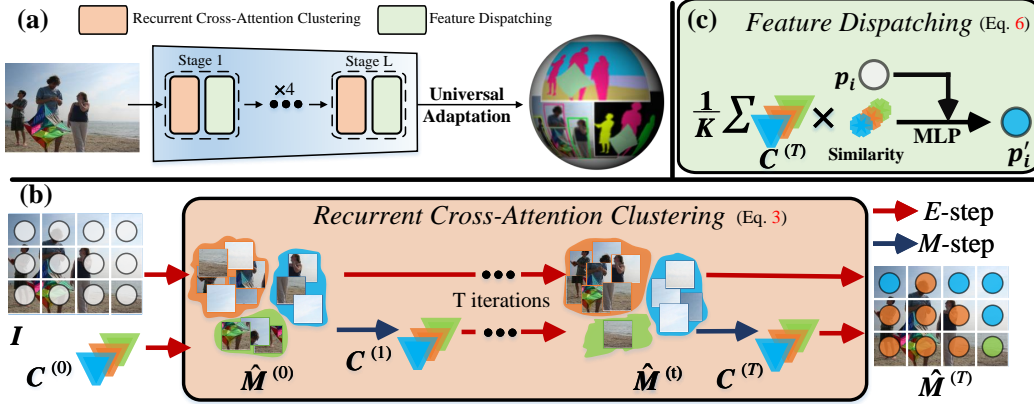 (a)
Recurrent Cross-Attention Clustering
Feature Dispatching
Stage 1
×4
Stage L
Universal
Adaptation
(c)
Feature Dispatching (Eq. 6)
p_i
1/K Σ
C^(T)
×
Similarity
MLP
p'_i
(b)
Recurrent Cross-Attention Clustering (Eq. 3)
E-step
M-step
T iterations
I
C^(0)
M̂^(0)
C^(1)
M̂^(t)
C^(T)
M̂^(T)